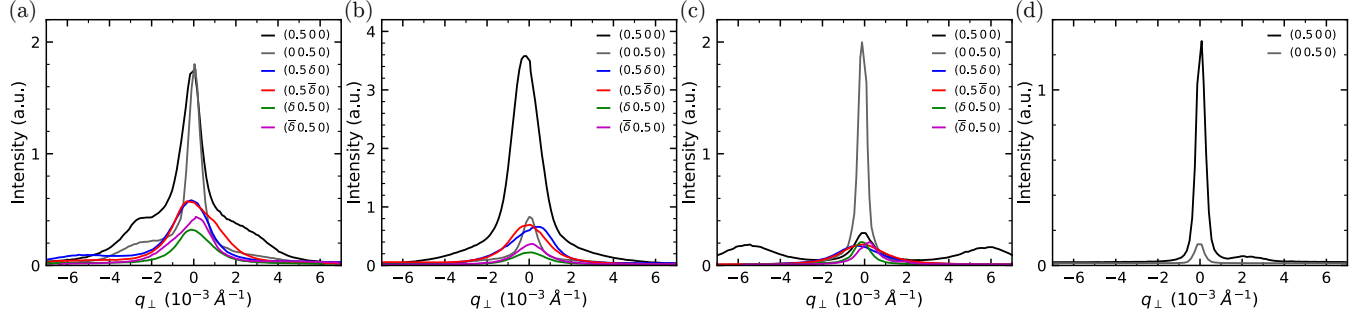 (a)
Intensity (a.u.)
2
1
0
(0.5 0 0)
(0 0.5 0)
(0.5 δ 0)
(0.5 δ̅ 0)
(δ 0.5 0)
(δ̅ 0.5 0)
−6 −4 −2 0 2 4 6
q⊥ (10⁻³ Å⁻¹)
(b)
Intensity (a.u.)
4
3
2
1
0
(0.5 0 0)
(0 0.5 0)
(0.5 δ 0)
(0.5 δ̅ 0)
(δ 0.5 0)
(δ̅ 0.5 0)
−6 −4 −2 0 2 4 6
q⊥ (10⁻³ Å⁻¹)
(c)
Intensity (a.u.)
2
1
0
(0.5 0 0)
(0 0.5 0)
(0.5 δ 0)
(0.5 δ̅ 0)
(δ 0.5 0)
(δ̅ 0.5 0)
−6 −4 −2 0 2 4 6
q⊥ (10⁻³ Å⁻¹)
(d)
Intensity (a.u.)
1
0
(0.5 0 0)
(0 0.5 0)
−6 −4 −2 0 2 4 6
q⊥ (10⁻³ Å⁻¹)